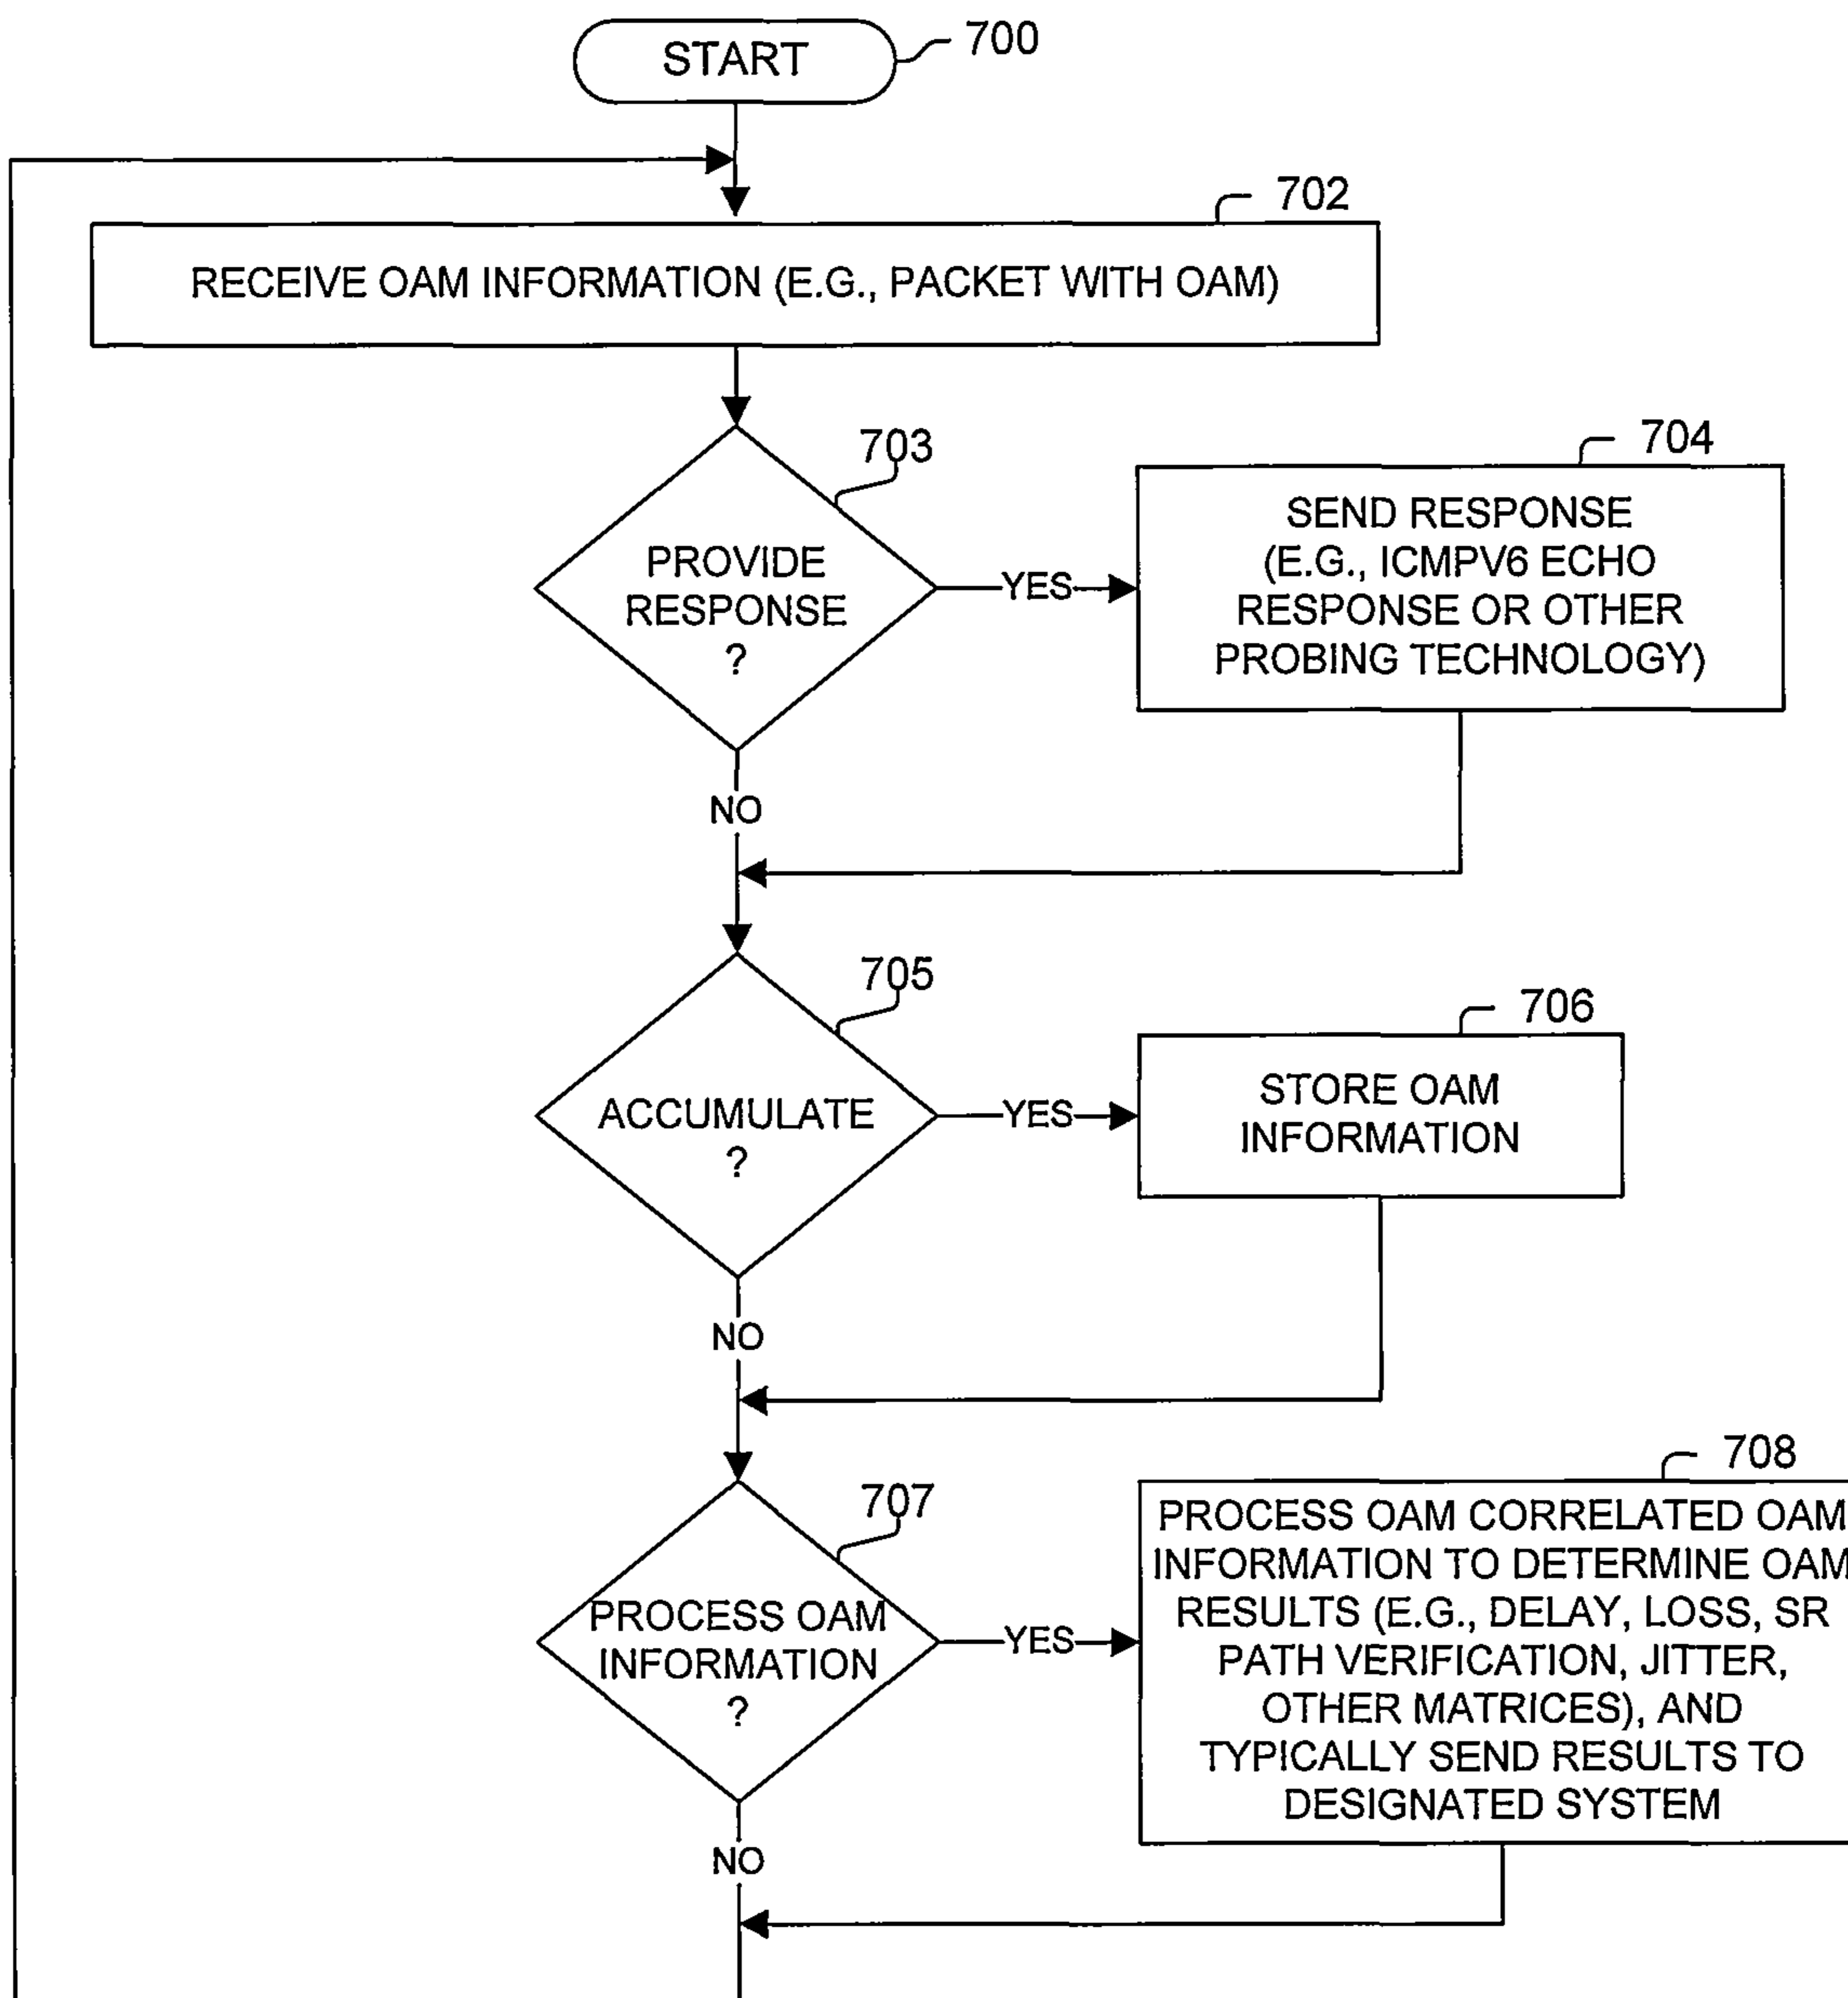 START
700
702
RECEIVE OAM INFORMATION (E.G., PACKET WITH OAM)
703
PROVIDE
RESPONSE
?
YES
704
SEND RESPONSE
(E.G., ICMPV6 ECHO
RESPONSE OR OTHER
PROBING TECHNOLOGY)
NO
705
ACCUMULATE
?
YES
706
STORE OAM
INFORMATION
NO
707
PROCESS OAM
INFORMATION
?
YES
708
PROCESS OAM CORRELATED OAM
INFORMATION TO DETERMINE OAM
RESULTS (E.G., DELAY, LOSS, SR
PATH VERIFICATION, JITTER,
OTHER MATRICES), AND
TYPICALLY SEND RESULTS TO
DESIGNATED SYSTEM
NO